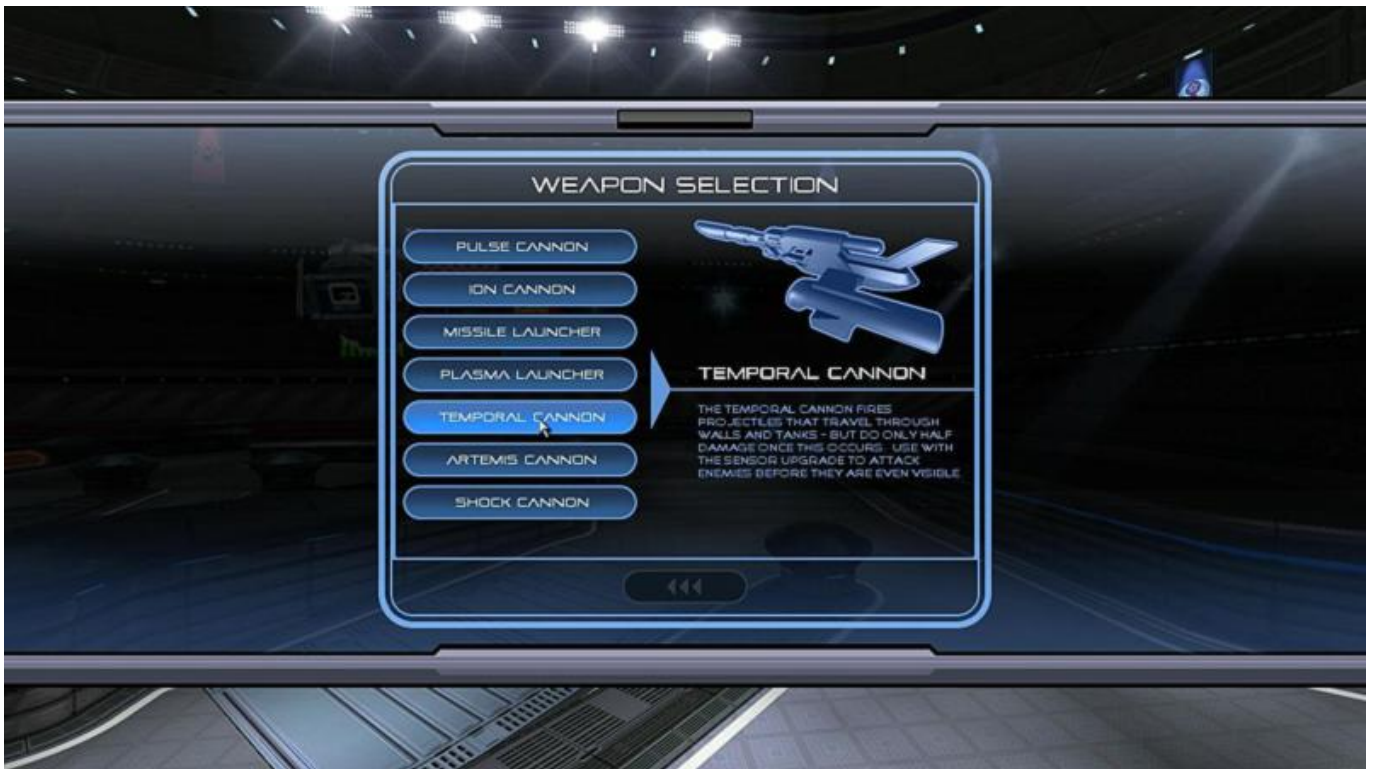 WEAPON SELECTION
PULSE CANNON
ION CANNON
MISSILE LAUNCHER
PLASMA LAUNCHER
TEMPORAL CANNON
ARTEMIS CANNON
SHOCK CANNON
TEMPORAL CANNON
THE TEMPORAL CANNON FIRES
PROJECTILES THAT TRAVEL THROUGH
WALLS AND TANKS - BUT DO ONLY HALF
DAMAGE ONCE THIS OCCURS. USE WITH
THE SENSOR UPGRADE TO ATTACK
ENEMIES BEFORE THEY ARE EVEN VISIBLE